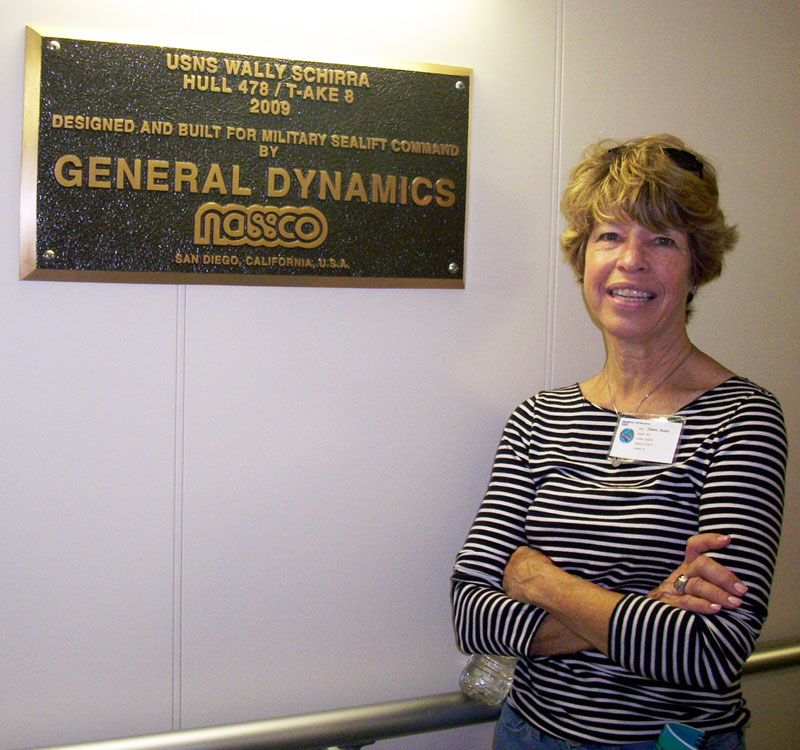 USNS WALLY SCHIRRA
HULL 478 / T-AKE 8
2009
DESIGNED AND BUILT FOR MILITARY SEALIFT COMMAND
BY
GENERAL DYNAMICS
NASSCO
SAN DIEGO, CALIFORNIA, U.S.A.